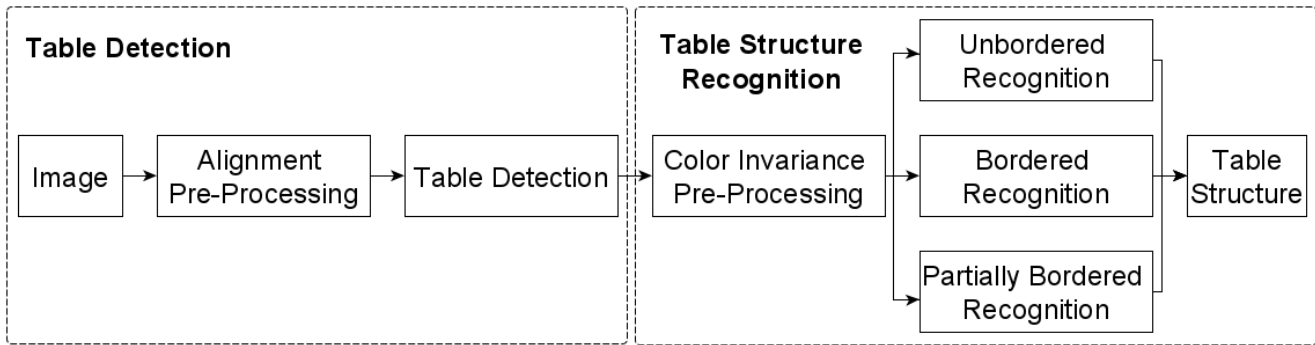 Table Detection
Image
Alignment
Pre-Processing
Table Detection
Table Structure
Recognition
Color Invariance
Pre-Processing
Unbordered
Recognition
Bordered
Recognition
Partially Bordered
Recognition
Table
Structure